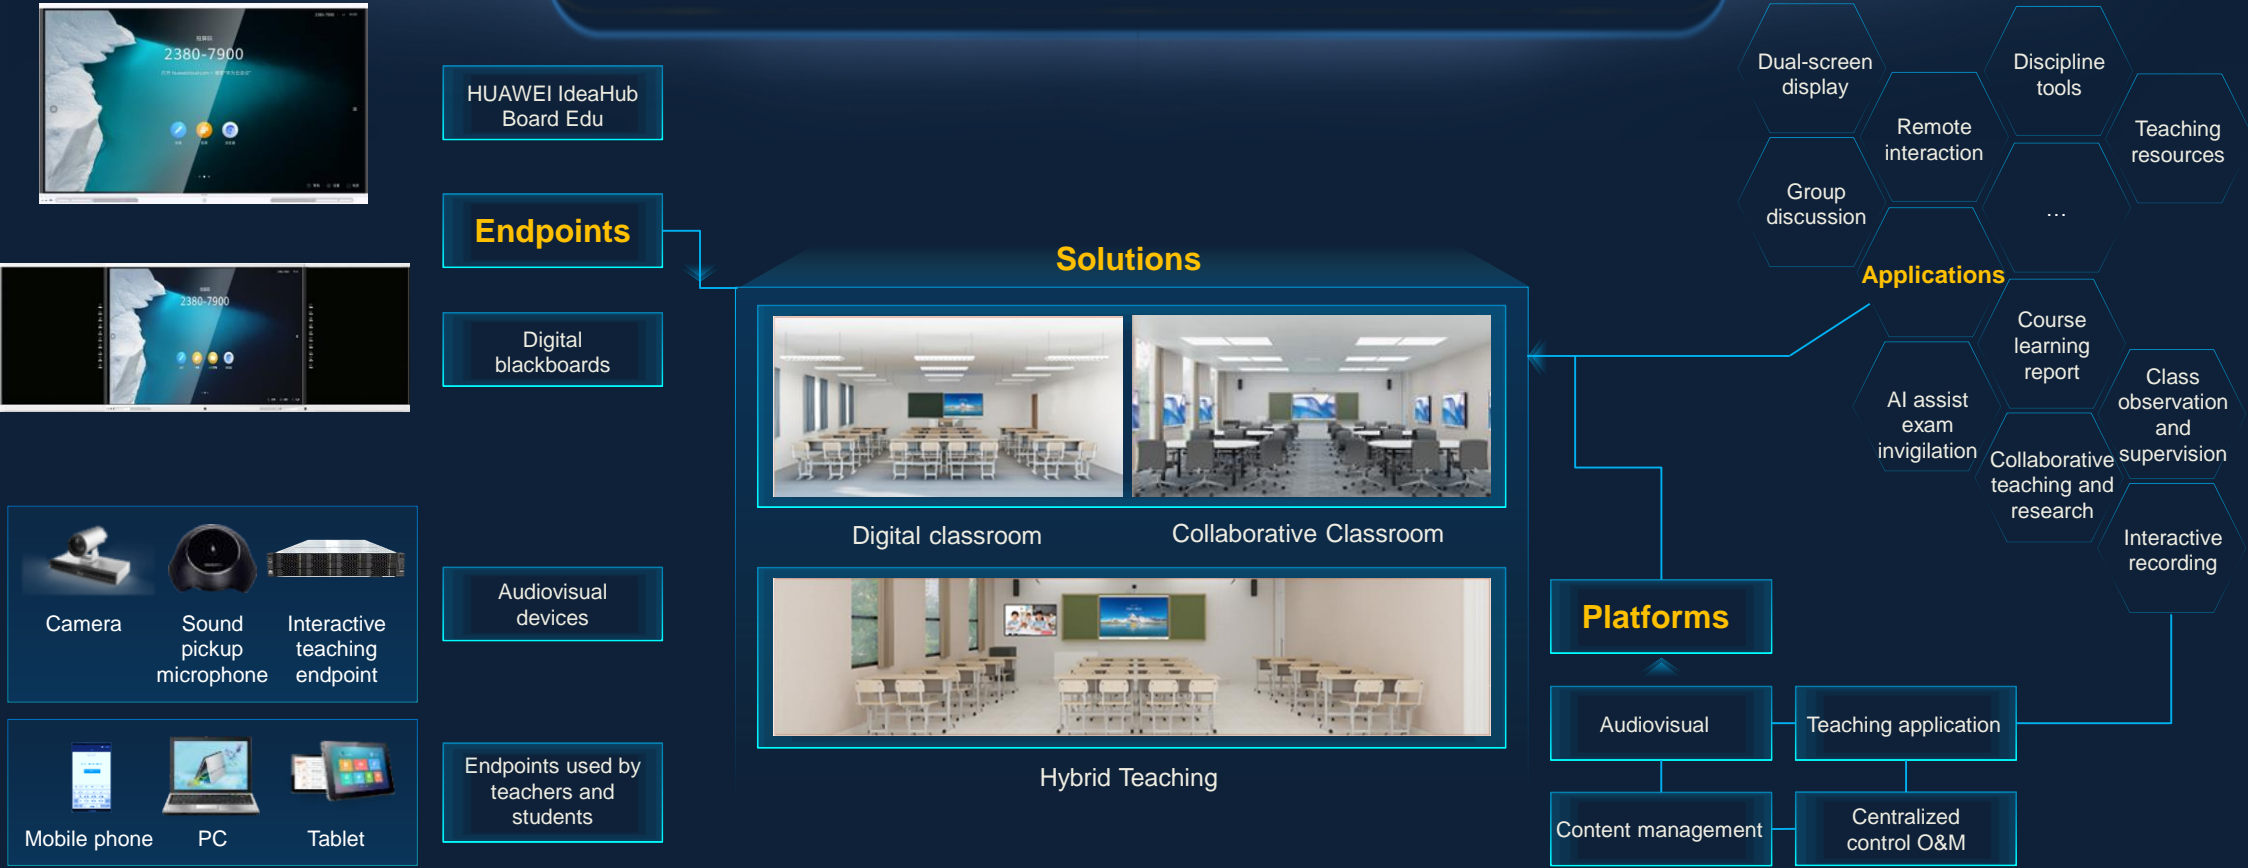 2380-7900
2380-7900
HUAWEI IdeaHub
Board Edu
Endpoints
Digital
blackboards
Audiovisual
devices
Camera
Sound
pickup
microphone
Interactive
teaching
endpoint
Endpoints used by
teachers and
students
Mobile phone
PC
Tablet
Solutions
Digital classroom
Collaborative Classroom
Hybrid Teaching
Dual-screen
display
Discipline
tools
Remote
interaction
Teaching
resources
Group
discussion
…
Applications
Course
learning
report
AI assist
exam
invigilation
Class
observation
and
supervision
Collaborative
teaching and
research
Interactive
recording
Platforms
Audiovisual
Teaching application
Content management
Centralized
control O&M